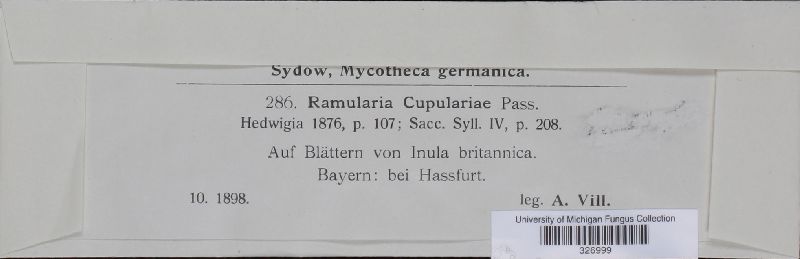 Sydow, Mycotheca germanica.
286. Ramularia Cupulariae Pass.
Hedwigia 1876, p. 107; Sacc. Syll. IV, p. 208.
Auf Blättern von Inula britannica.
Bayern: bei Hassfurt.
10. 1898. leg. A. Vill.
University of Michigan Fungus Collection
326999